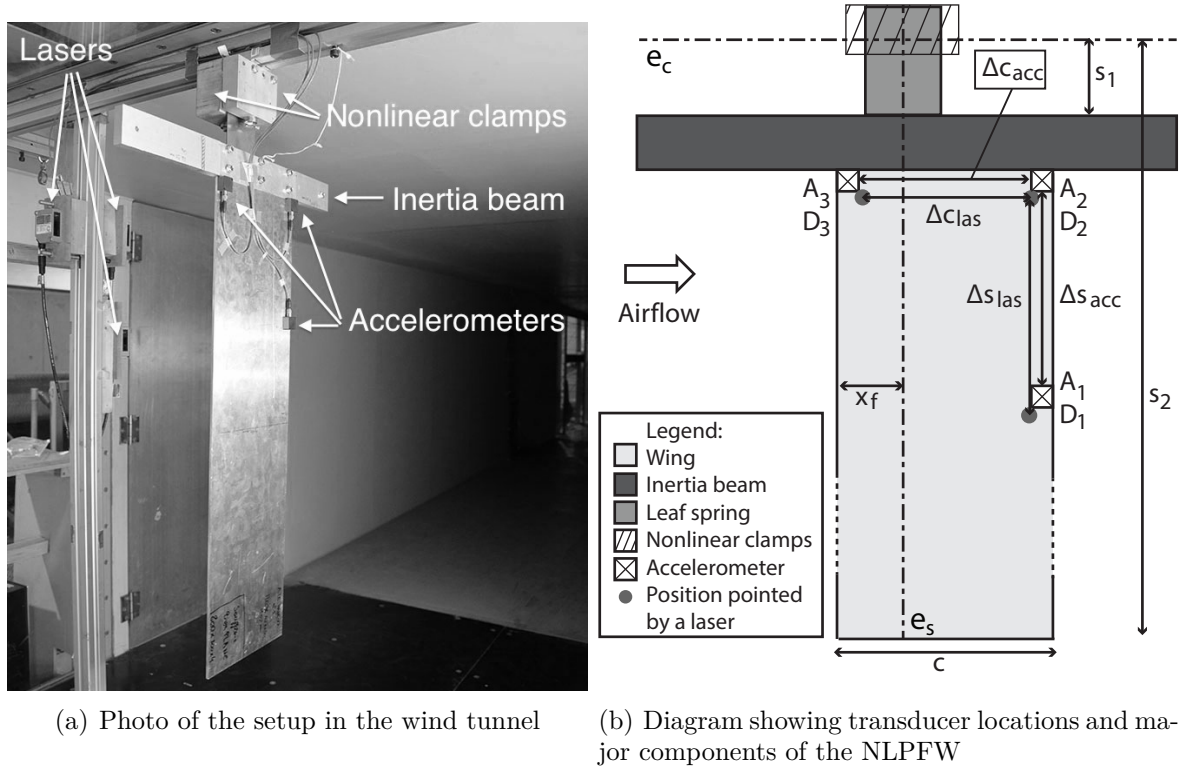 Lasers
Nonlinear clamps
Inertia beam
Accelerometers
(a) Photo of the setup in the wind tunnel
e_c
Δc_acc
s_1
A_3
A_2
D_3
Δc_las
D_2
Airflow
Δs_las
Δs_acc
x_f
A_1
D_1
s_2
Legend:
Wing
Inertia beam
Leaf spring
Nonlinear clamps
Accelerometer
Position pointed
by a laser
e_s
c
(b) Diagram showing transducer locations and ma-
jor components of the NLPFW